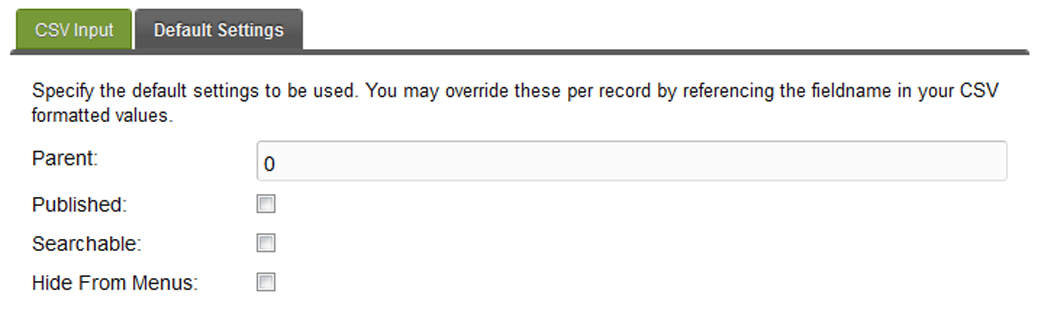 CSV Input Default Settings
Specify the default settings to be used. You may override these per record by referencing the fieldname in your CSV
formatted values.
Parent: 0
Published:
Searchable:
Hide From Menus: